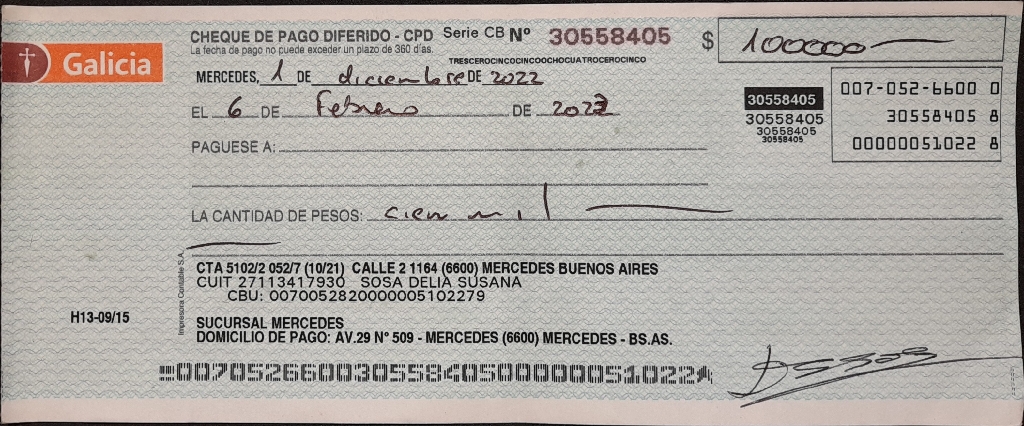 Galicia
CHEQUE DE PAGO DIFERIDO - CPD Serie CB Nº 30558405 $ 100000
La fecha de pago no puede exceder un plazo de 360 días.
TRESCEROCINCOCINCOOCHOCUATROCEROCINCO
MERCEDES, 1 DE diciembre DE 2022
007-052-6600 0
EL 6 DE Febrero DE 2023
30558405
30558405 8
30558405
30558405
30558405
00000051022 8
PAGUESE A:
LA CANTIDAD DE PESOS: cien mil
Impresora Contable S.A.
CTA 5102/2 052/7 (10/21) CALLE 2 1164 (6600) MERCEDES BUENOS AIRES
CUIT 27113417930 SOSA DELIA SUSANA
CBU: 0070052820000005102279
H13-09/15
SUCURSAL MERCEDES
DOMICILIO DE PAGO: AV.29 N° 509 - MERCEDES (6600) MERCEDES - BS.AS.
00705266003055840500000051022